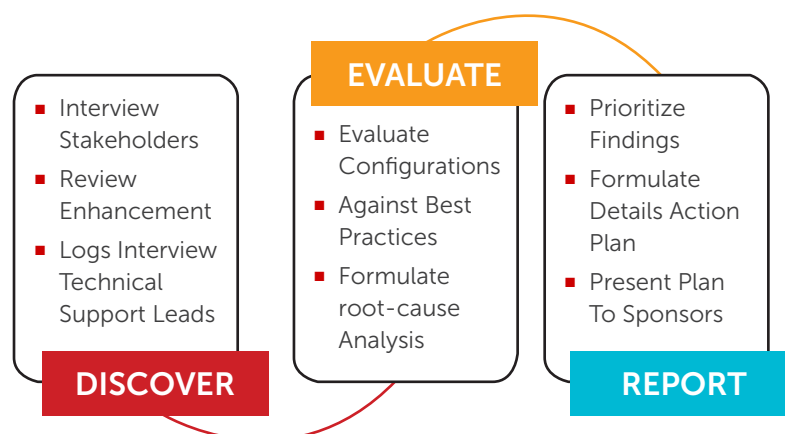 Interview
Stakeholders
Review
Enhancement
Logs Interview
Technical
Support Leads
DISCOVER
EVALUATE
Evaluate
Configurations
Against Best
Practices
Formulate
root-cause
Analysis
Prioritize
Findings
Formulate
Details Action
Plan
Present Plan
To Sponsors
REPORT